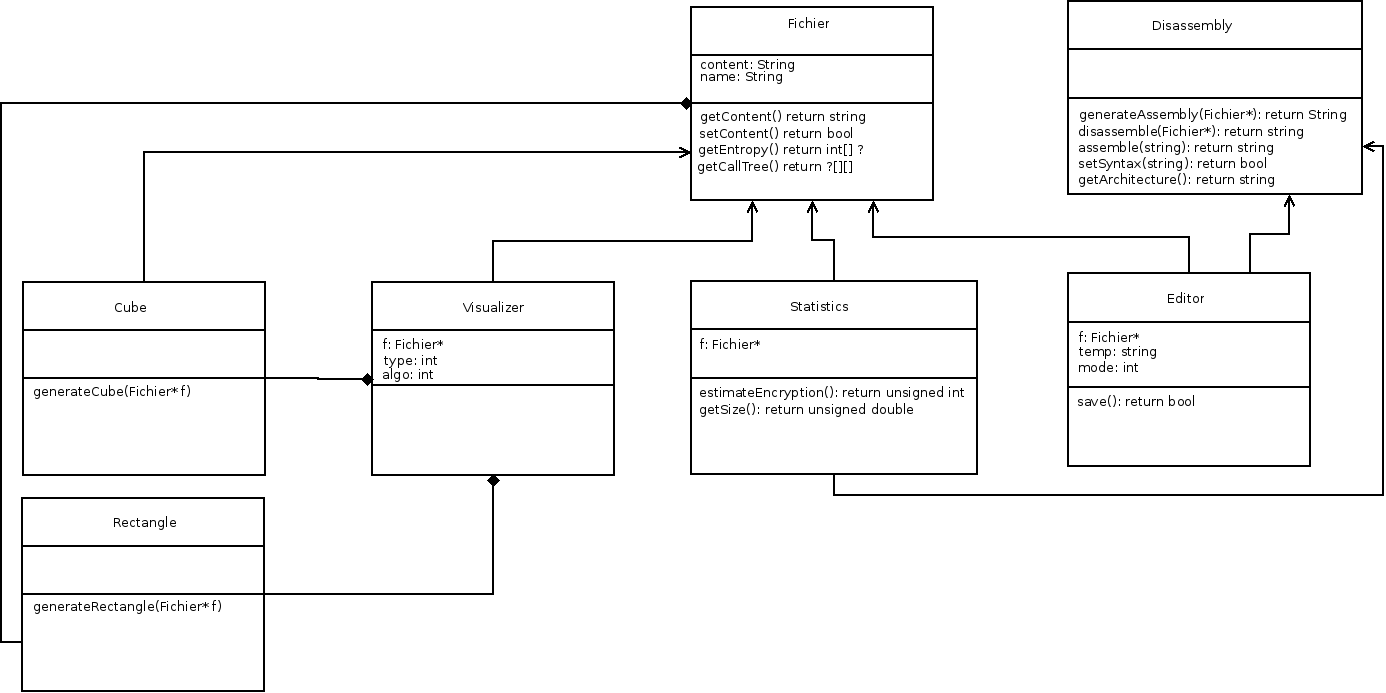 Fichier
content: String
name: String
getContent() return string
setContent() return bool
getEntropy() return int[] ?
getCallTree() return ?[][]
Disassembly
generateAssembly(Fichier*): return String
disassemble(Fichier*): return string
assemble(string): return string
setSyntax(string): return bool
getArchitecture(): return string
Cube
generateCube(Fichier* f)
Visualizer
f: Fichier*
type: int
algo: int
Statistics
f: Fichier*
estimateEncryption(): return unsigned int
getSize(): return unsigned double
Editor
f: Fichier*
temp: string
mode: int
save(): return bool
Rectangle
generateRectangle(Fichier* f)